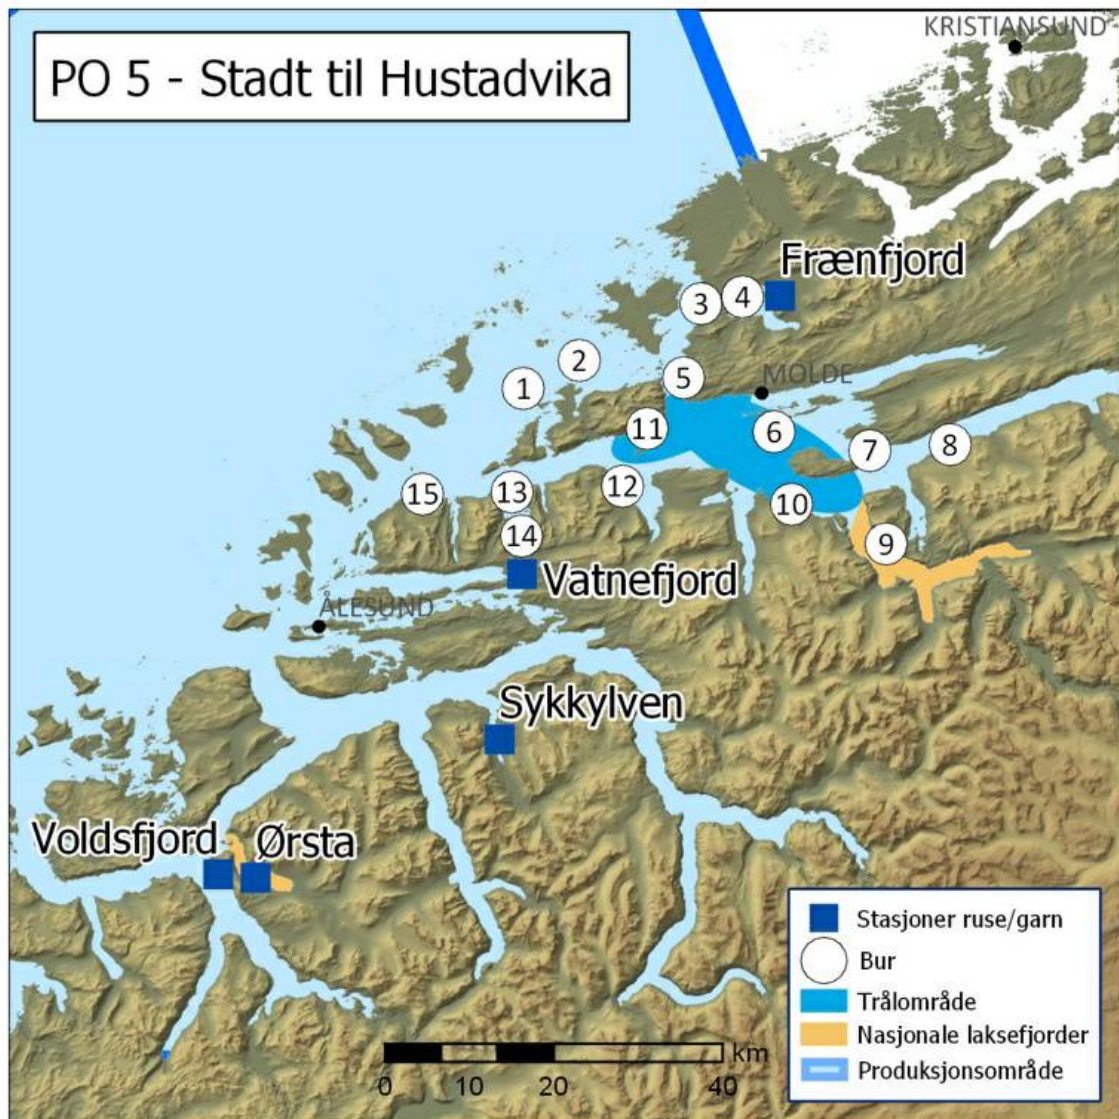 KRISTIANSUND
PO 5 - Stadt til Hustadvika
Frænfjord
3
4
2
1
5
MOLDE
11
6
7
8
15
13
12
10
14
9
Vatnefjord
ÅLESUND
Sykkylven
Voldsfjord
Ørsta
Stasjoner ruse/garn
Bur
Trålområde
Nasjonale laksefjorder
Produksjonsområde
km
0 10 20 40